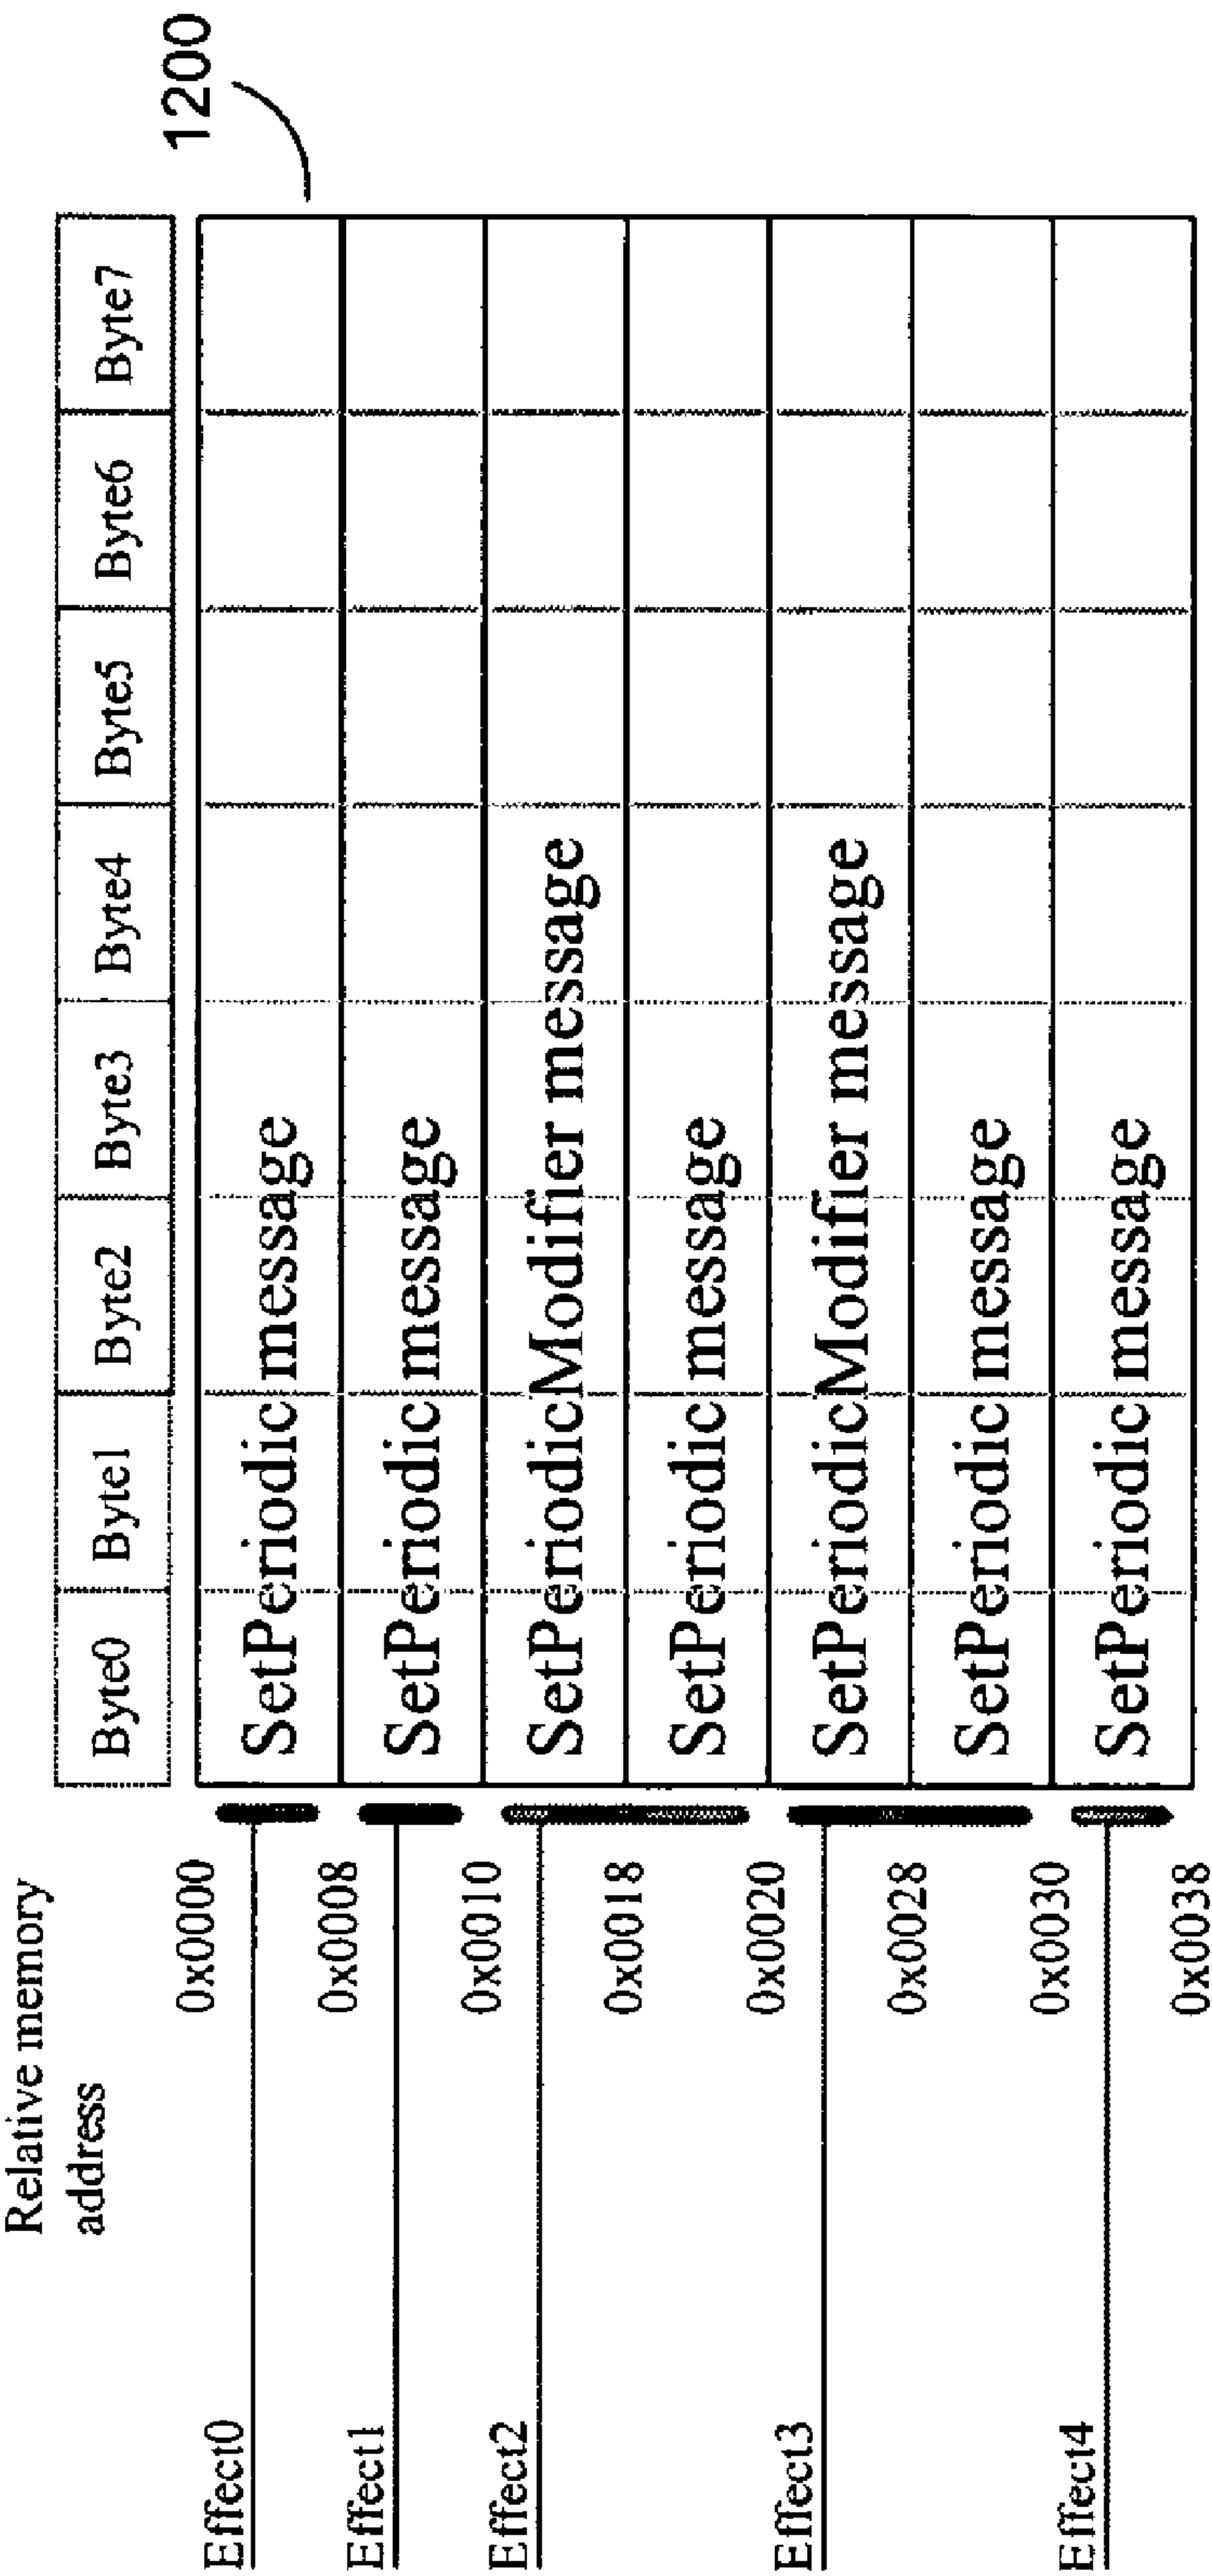 1200
Relative memory
address
Byte0 Byte1 Byte2 Byte3 Byte4 Byte5 Byte6 Byte7
0x0000
Effect0 SetPeriodic message
0x0008
Effect1 SetPeriodic message
0x0010
Effect2 SetPeriodicModifier message
0x0018
SetPeriodic message
0x0020
Effect3 SetPeriodicModifier message
0x0028
SetPeriodic message
0x0030
Effect4 SetPeriodic message
0x0038